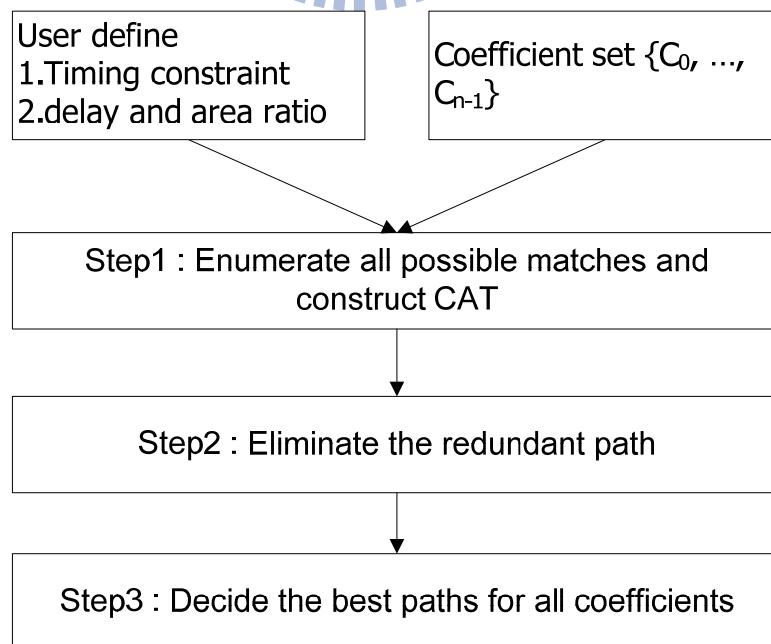 User define
1.Timing constraint
2.delay and area ratio
Coefficient set {C₀, ...,
Cₙ₋₁}
Step1 : Enumerate all possible matches and
construct CAT
Step2 : Eliminate the redundant path
Step3 : Decide the best paths for all coefficients